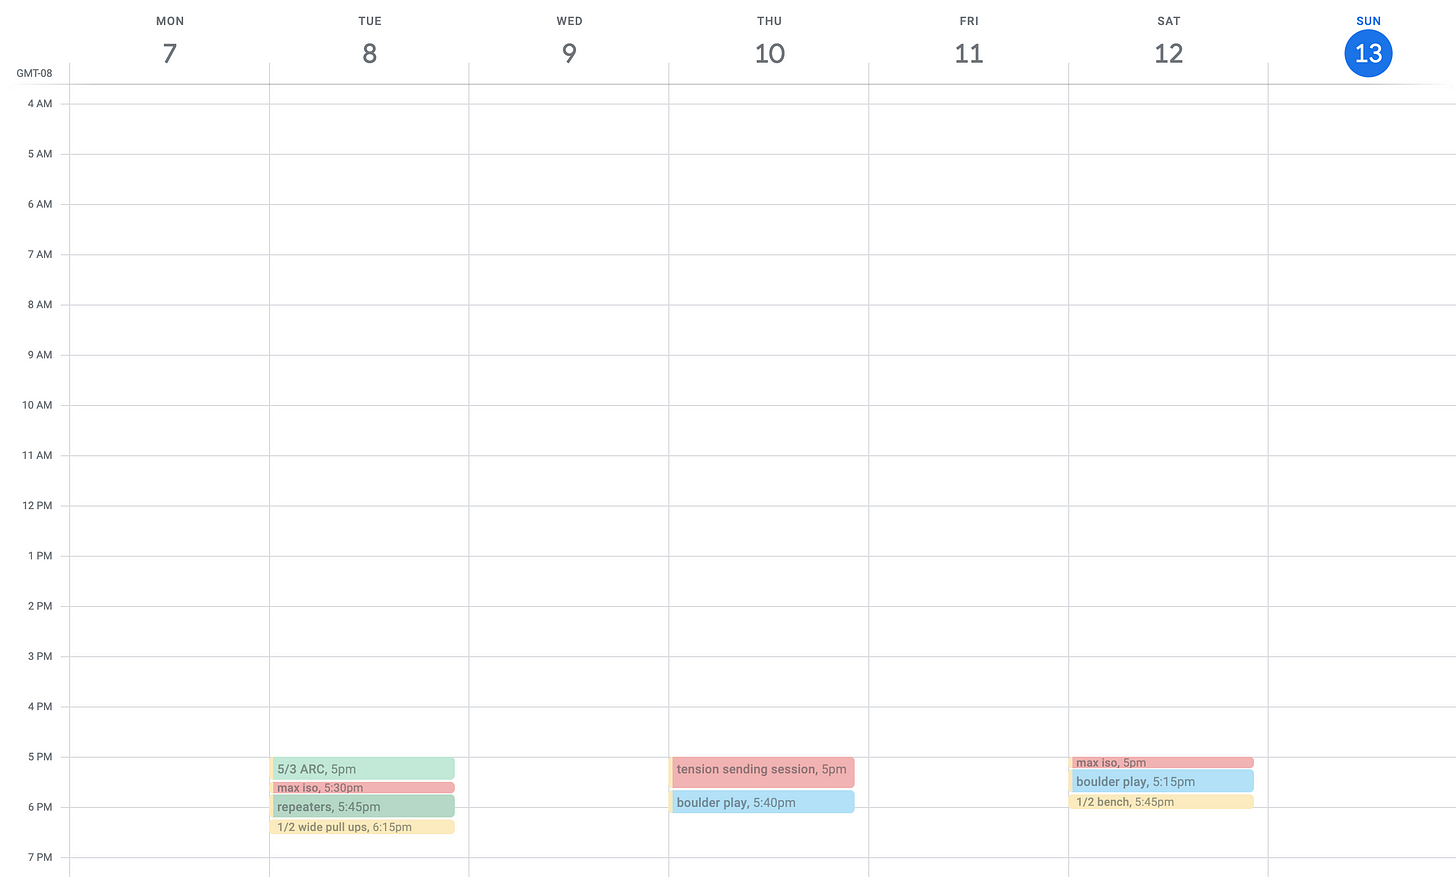 MON TUE WED THU FRI SAT SUN
7 8 9 10 11 12 13
GMT-08
4 AM
5 AM
6 AM
7 AM
8 AM
9 AM
10 AM
11 AM
12 PM
1 PM
2 PM
3 PM
4 PM
5 PM
5/3 ARC, 5pm
max iso, 5:30pm
repeaters, 5:45pm
1/2 wide pull ups, 6:15pm
tension sending session, 5pm
boulder play, 5:40pm
max iso, 5pm
boulder play, 5:15pm
1/2 bench, 5:45pm
6 PM
7 PM